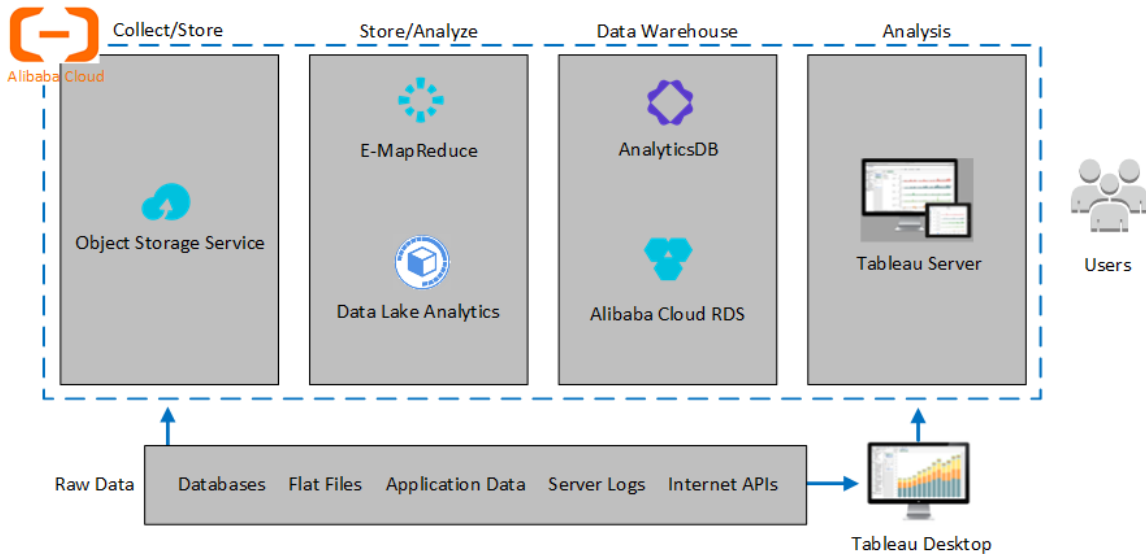 Collect/Store
Store/Analyze
Data Warehouse
Analysis
Alibaba Cloud
E-MapReduce
AnalyticsDB
Object Storage Service
Tableau Server
Users
Data Lake Analytics
Alibaba Cloud RDS
Raw Data
Databases
Flat Files
Application Data
Server Logs
Internet APIs
Tableau Desktop